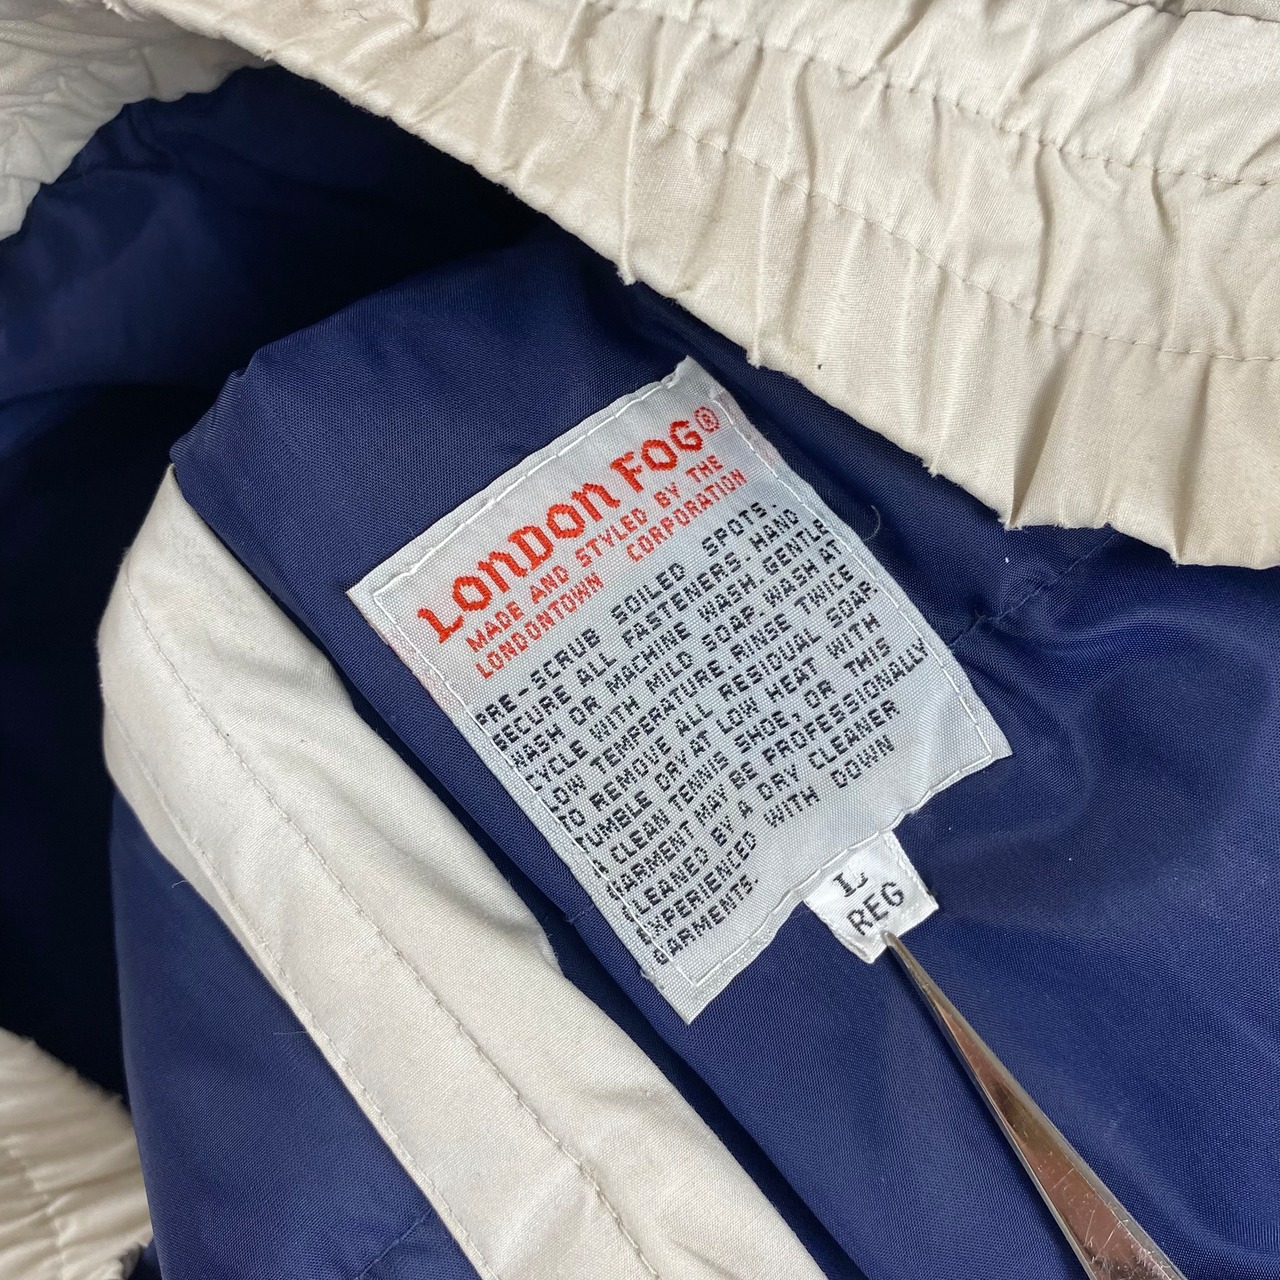 LONDON FOG®
MADE AND STYLED BY THE
LONDONTOWN CORPORATION
PRE-SCRUB SOILED SPOTS.
SECURE ALL FASTENERS. HAND
WASH OR MACHINE WASH. GENTLE
CYCLE WITH MILD SOAP. WASH AT
LOW TEMPERATURE. RINSE TWICE
TO REMOVE ALL RESIDUAL SOAP.
TUMBLE DRY AT LOW HEAT WITH
A CLEAN TENNIS SHOE, OR THIS
GARMENT MAY BE PROFESSIONALLY
CLEANED BY A DRY CLEANER
EXPERIENCED WITH DOWN
GARMENTS.
L
REG